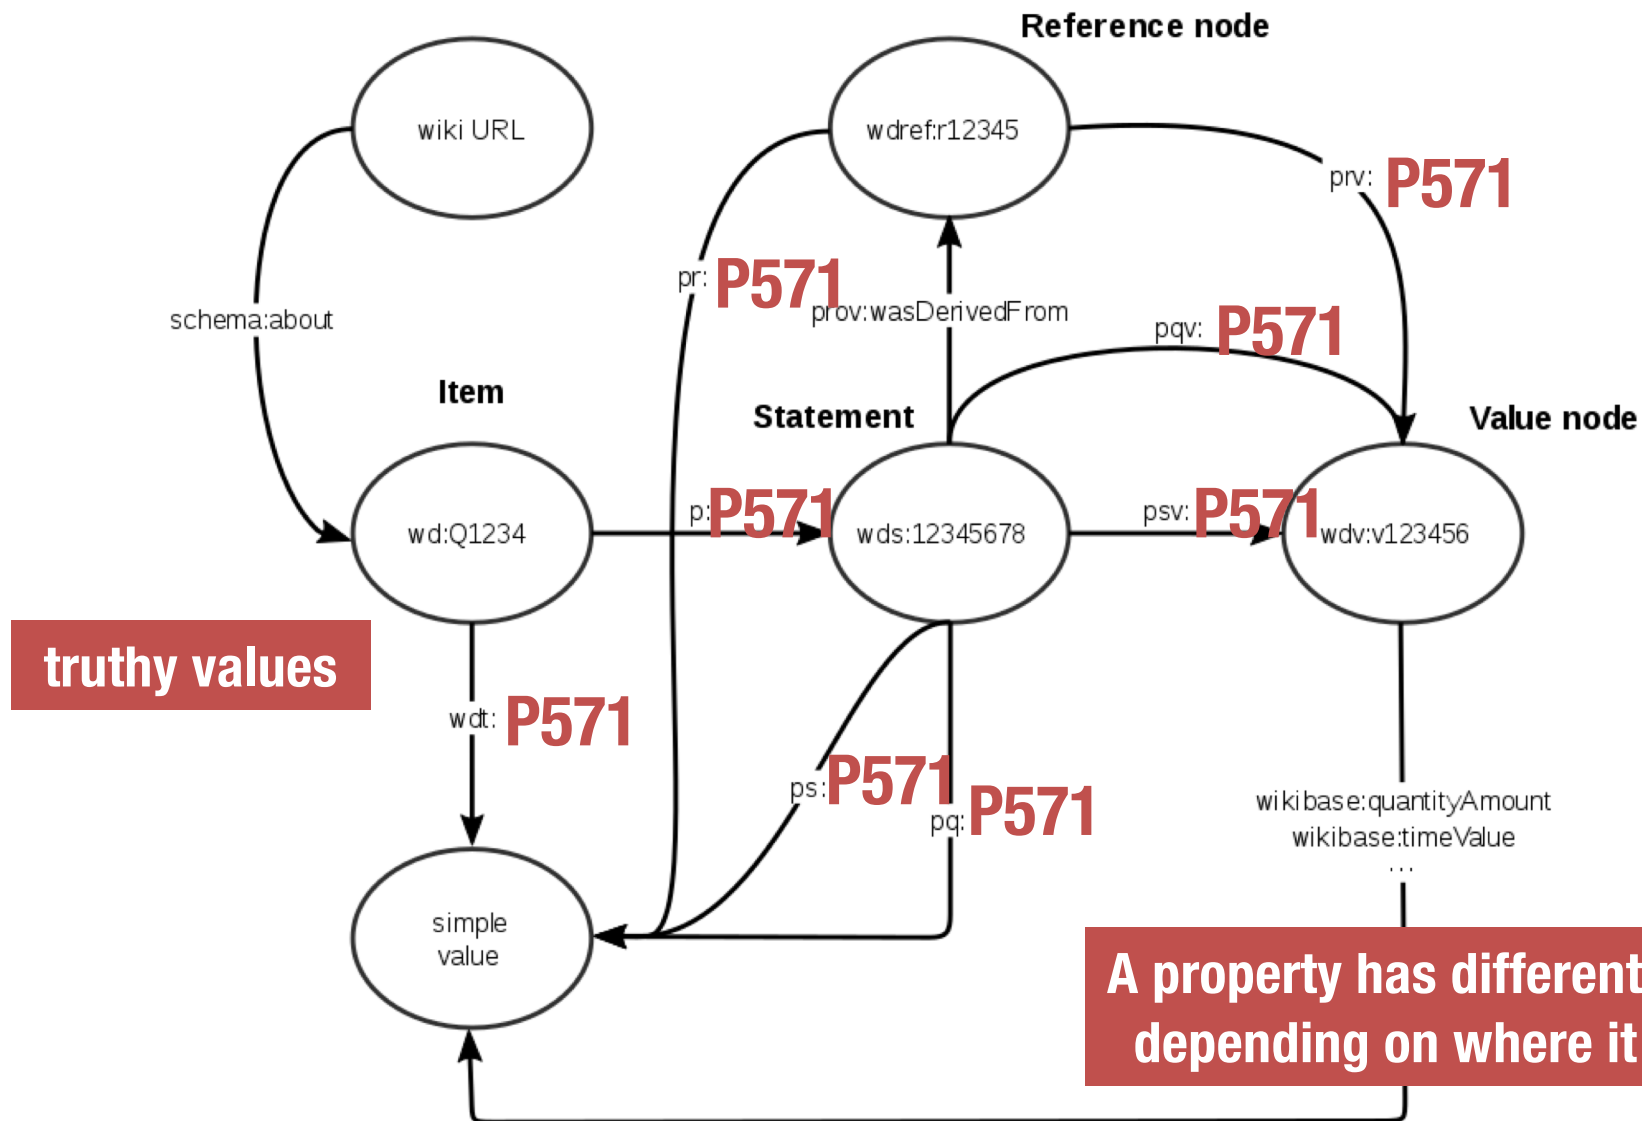 Reference node
wiki URL
wdref:r12345
prv: P571
pr: P571
prov:wasDerivedFrom
schema:about
pqv: P571
Item
Statement
Value node
wd:Q1234
p: P571
wds:12345678
psv: P571
wdv:v123456
truthy values
wdt: P571
ps: P571
pq: P571
wikibase:quantityAmount
wikibase:timeValue
...
simple
value
A property has different
depending on where it